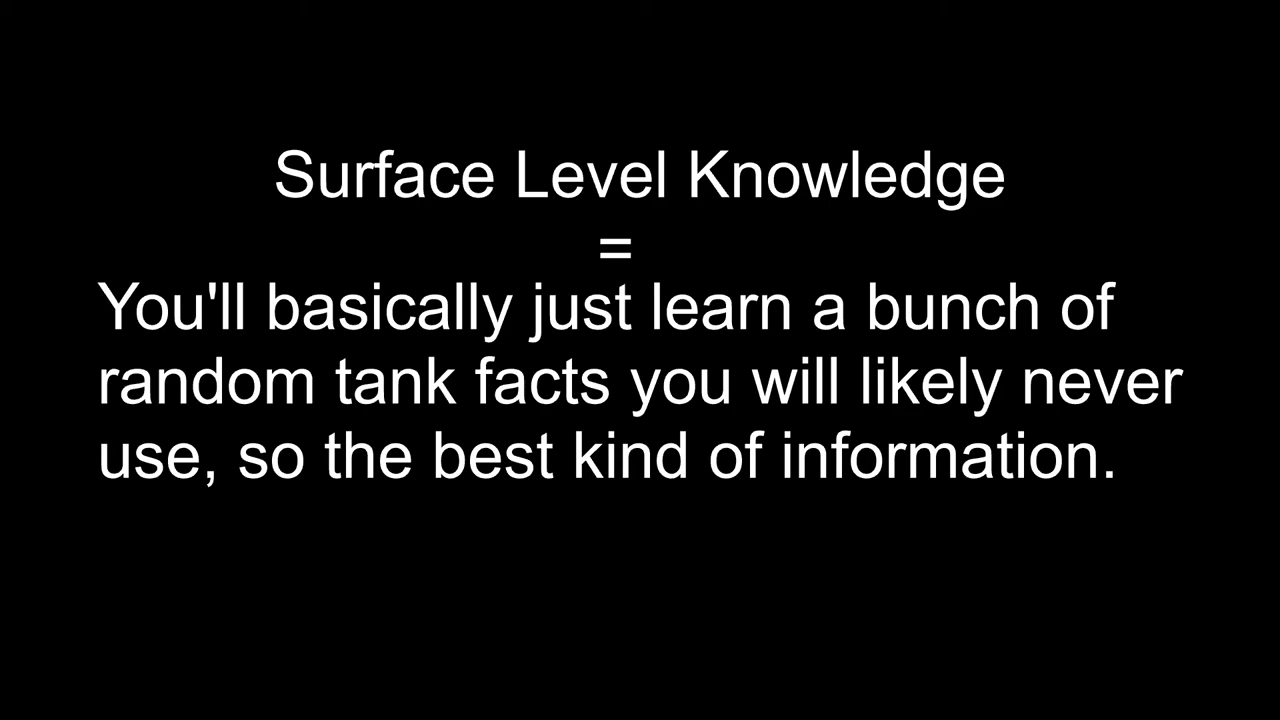 Surface Level Knowledge
=
You'll basically just learn a bunch of
random tank facts you will likely never
use, so the best kind of information.